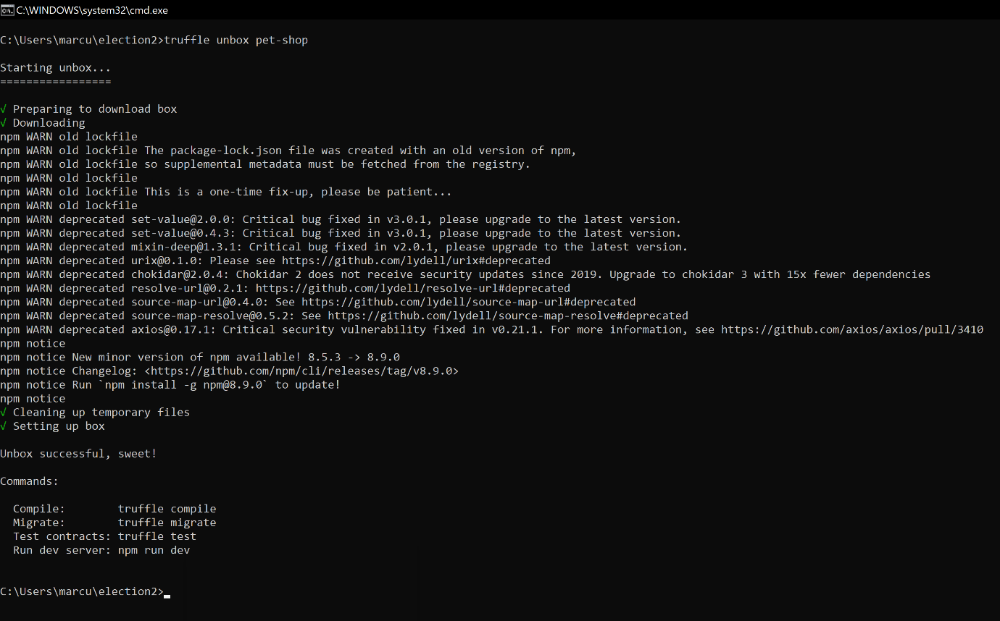 C:\WINDOWS\system32\cmd.exe
C:\Users\marcu\election2>truffle unbox pet-shop
Starting unbox...
=================
√ Preparing to download box
√ Downloading
npm WARN old lockfile
npm WARN old lockfile The package-lock.json file was created with an old version of npm,
npm WARN old lockfile so supplemental metadata must be fetched from the registry.
npm WARN old lockfile
npm WARN old lockfile This is a one-time fix-up, please be patient...
npm WARN old lockfile
npm WARN deprecated set-value@2.0.0: Critical bug fixed in v3.0.1, please upgrade to the latest version.
npm WARN deprecated set-value@0.4.3: Critical bug fixed in v3.0.1, please upgrade to the latest version.
npm WARN deprecated mixin-deep@1.3.1: Critical bug fixed in v2.0.1, please upgrade to the latest version.
npm WARN deprecated urix@0.1.0: Please see https://github.com/lydell/urix#deprecated
npm WARN deprecated chokidar@2.0.4: Chokidar 2 does not receive security updates since 2019. Upgrade to chokidar 3 with 15x fewer dependencies
npm WARN deprecated resolve-url@0.2.1: https://github.com/lydell/resolve-url#deprecated
npm WARN deprecated source-map-url@0.4.0: See https://github.com/lydell/source-map-url#deprecated
npm WARN deprecated source-map-resolve@0.5.2: See https://github.com/lydell/source-map-resolve#deprecated
npm WARN deprecated axios@0.17.1: Critical security vulnerability fixed in v0.21.1. For more information, see https://github.com/axios/axios/pull/3410
npm notice
npm notice New minor version of npm available! 8.5.3 -> 8.9.0
npm notice Changelog: <https://github.com/npm/cli/releases/tag/v8.9.0>
npm notice Run `npm install -g npm@8.9.0` to update!
npm notice
√ Cleaning up temporary files
√ Setting up box
Unbox successful, sweet!
Commands:
Compile: truffle compile
Migrate: truffle migrate
Test contracts: truffle test
Run dev server: npm run dev
C:\Users\marcu\election2>